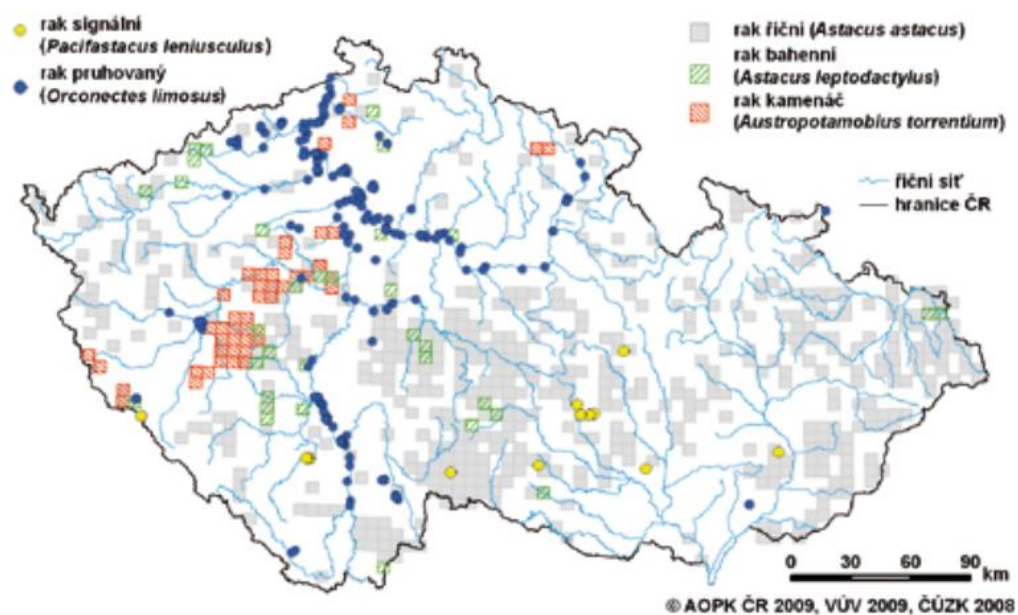 rak signální
(Pacifastacus leniusculus)
rak pruhovaný
(Orconectes limosus)
rak říční (Astacus astacus)
rak bahenní
(Astacus leptodactylus)
rak kamenáč
(Austropotamobius torrentium)
říční síť
hranice ČR
0 30 60 90
km
© AOPK ČR 2009, VÚV 2009, ČÚZK 2008